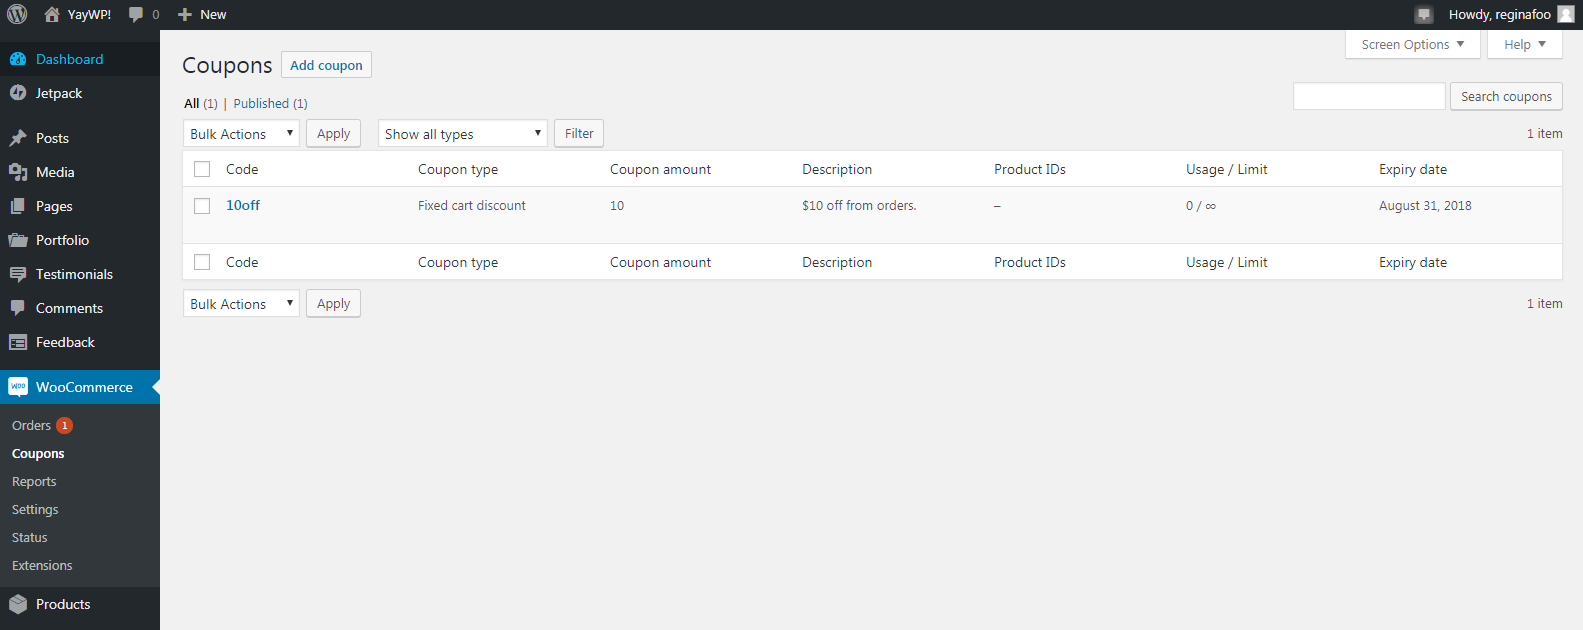 YayWP! 0 New Howdy, reginafoo
Screen Options Help
Dashboard
Jetpack
Posts
Media
Pages
Portfolio
Testimonials
Comments
Feedback
Woo WooCommerce
Orders 1
Coupons
Reports
Settings
Status
Extensions
Products
Coupons Add coupon
All (1) | Published (1)
Search coupons
Bulk Actions Apply Show all types Filter 1 item
Code Coupon type Coupon amount Description Product IDs Usage / Limit Expiry date
10off Fixed cart discount 10 $10 off from orders. – 0 / ∞ August 31, 2018
Code Coupon type Coupon amount Description Product IDs Usage / Limit Expiry date
Bulk Actions Apply 1 item